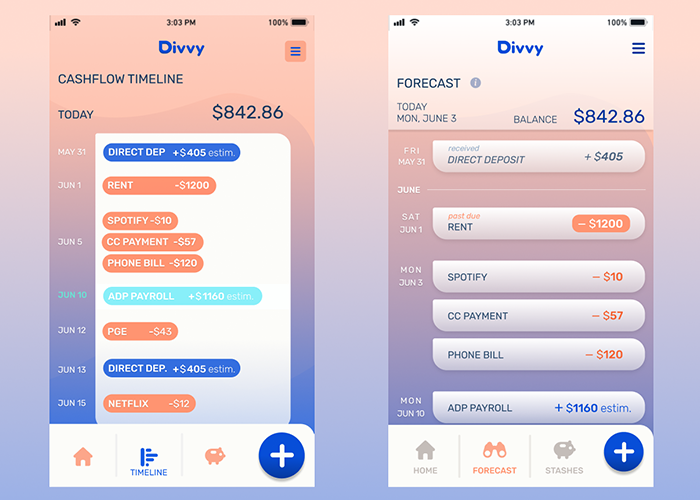 3:03 PM
100%
Divvy
CASHFLOW TIMELINE
TODAY
$842.86
MAY 31
DIRECT DEP +$405 estim.
JUN 1
RENT -$1200
SPOTIFY -$10
JUN 5
CC PAYMENT -$57
PHONE BILL -$120
JUN 10
ADP PAYROLL +$1160 estim.
JUN 12
PGE -$43
JUN 13
DIRECT DEP. +$405 estim.
JUN 15
NETFLIX -$12
TIMELINE
3:03 PM
100%
Divvy
FORECAST i
TODAY
MON, JUNE 3
BALANCE $842.86
FRI
MAY 31
received
DIRECT DEPOSIT + $405
JUNE
SAT
JUN 1
past due
RENT – $1200
MON
JUN 3
SPOTIFY – $10
CC PAYMENT – $57
PHONE BILL – $120
MON
JUN 10
ADP PAYROLL + $1160 estim.
HOME
FORECAST
STASHES